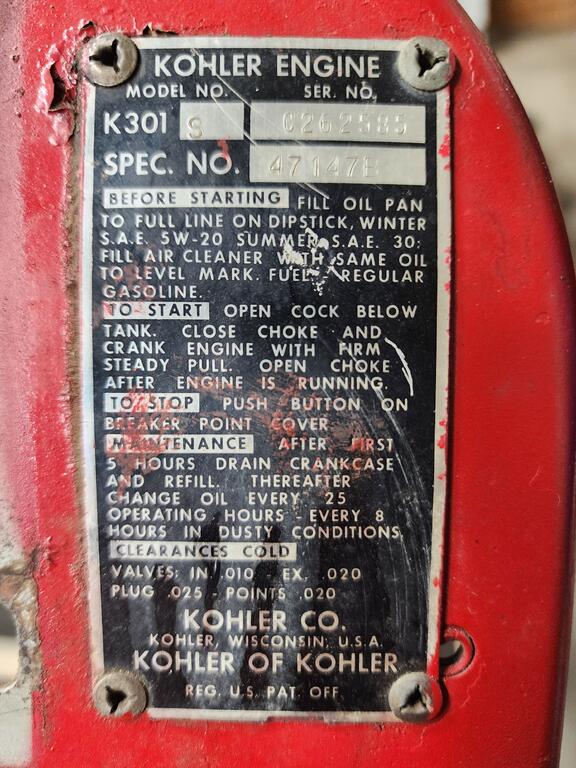 KOHLER ENGINE
MODEL NO. SER. NO.
K301 S C262585
SPEC. NO. 47147B
BEFORE STARTING FILL OIL PAN
TO FULL LINE ON DIPSTICK, WINTER
S.A.E. 5W-20 SUMMER S.A.E. 30:
FILL AIR CLEANER WITH SAME OIL
TO LEVEL MARK. FUEL, REGULAR
GASOLINE.
TO START OPEN COCK BELOW
TANK. CLOSE CHOKE AND
CRANK ENGINE WITH FIRM
STEADY PULL. OPEN CHOKE
AFTER ENGINE IS RUNNING.
TO STOP PUSH BUTTON ON
BREAKER POINT COVER
MAINTENANCE AFTER FIRST
5 HOURS DRAIN CRANKCASE
AND REFILL. THEREAFTER
CHANGE OIL EVERY 25
OPERATING HOURS - EVERY 8
HOURS IN DUSTY CONDITIONS
CLEARANCES COLD
VALVES: IN .010 EX. .020
PLUG .025 - POINTS .020
KOHLER CO.
KOHLER, WISCONSIN, U.S.A.
KOHLER OF KOHLER
REG. U.S. PAT. OFF.